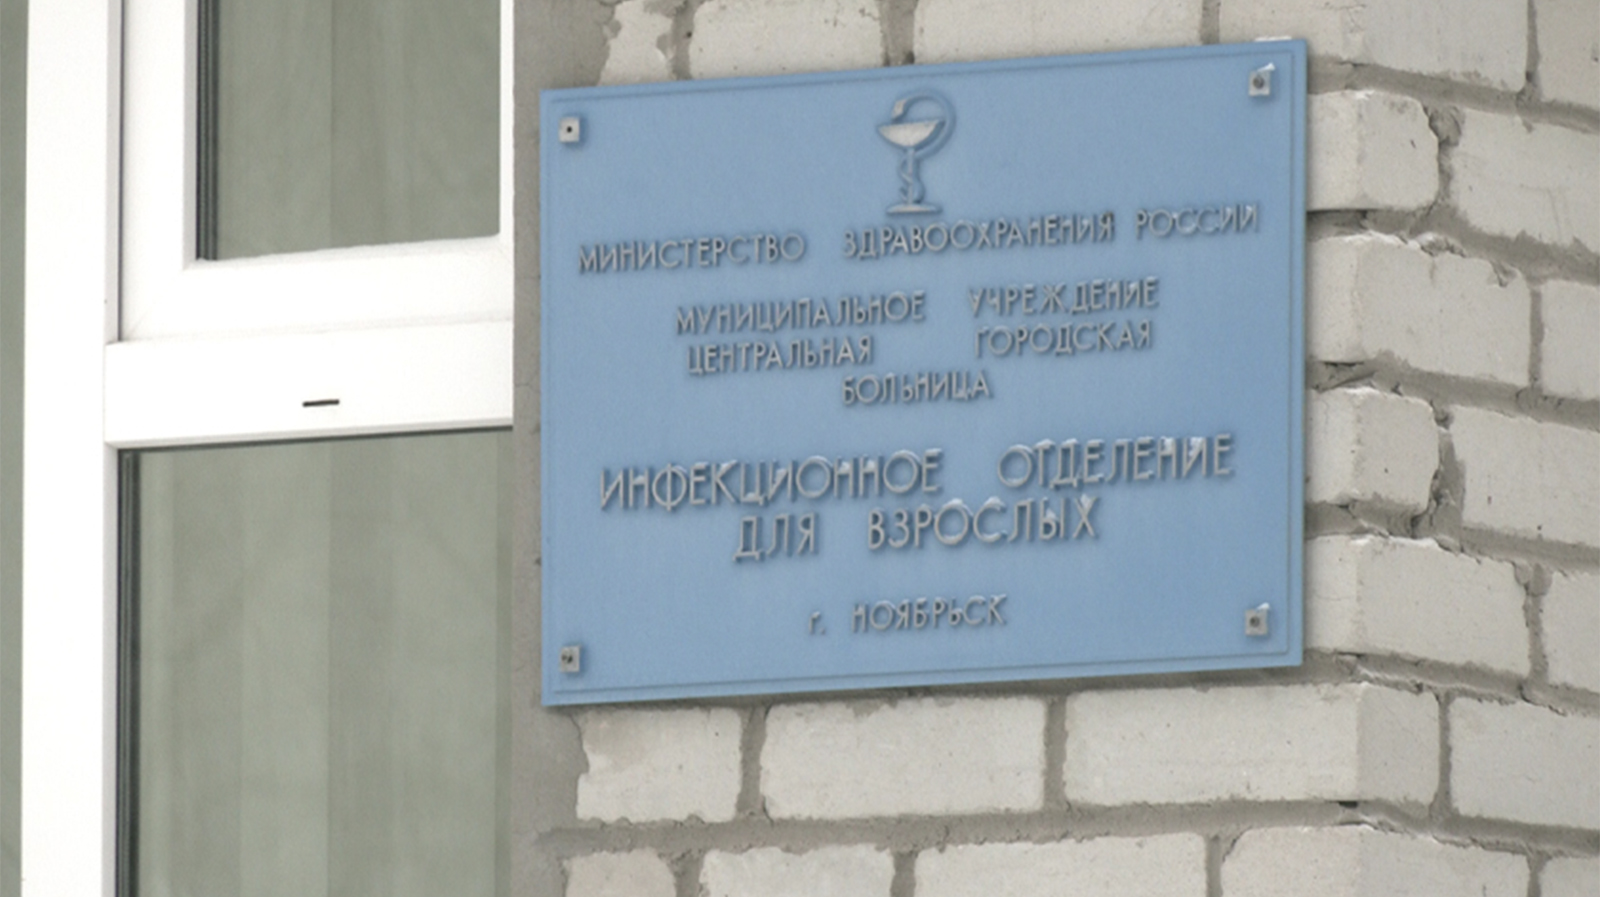 МИНИСТЕРСТВО ЗДРАВООХРАНЕНИЯ РОССИИ
МУНИЦИПАЛЬНОЕ УЧРЕЖДЕНИЕ
ЦЕНТРАЛЬНАЯ ГОРОДСКАЯ
БОЛЬНИЦА
ИНФЕКЦИОННОЕ ОТДЕЛЕНИЕ
ДЛЯ ВЗРОСЛЫХ
г. НОЯБРЬСК